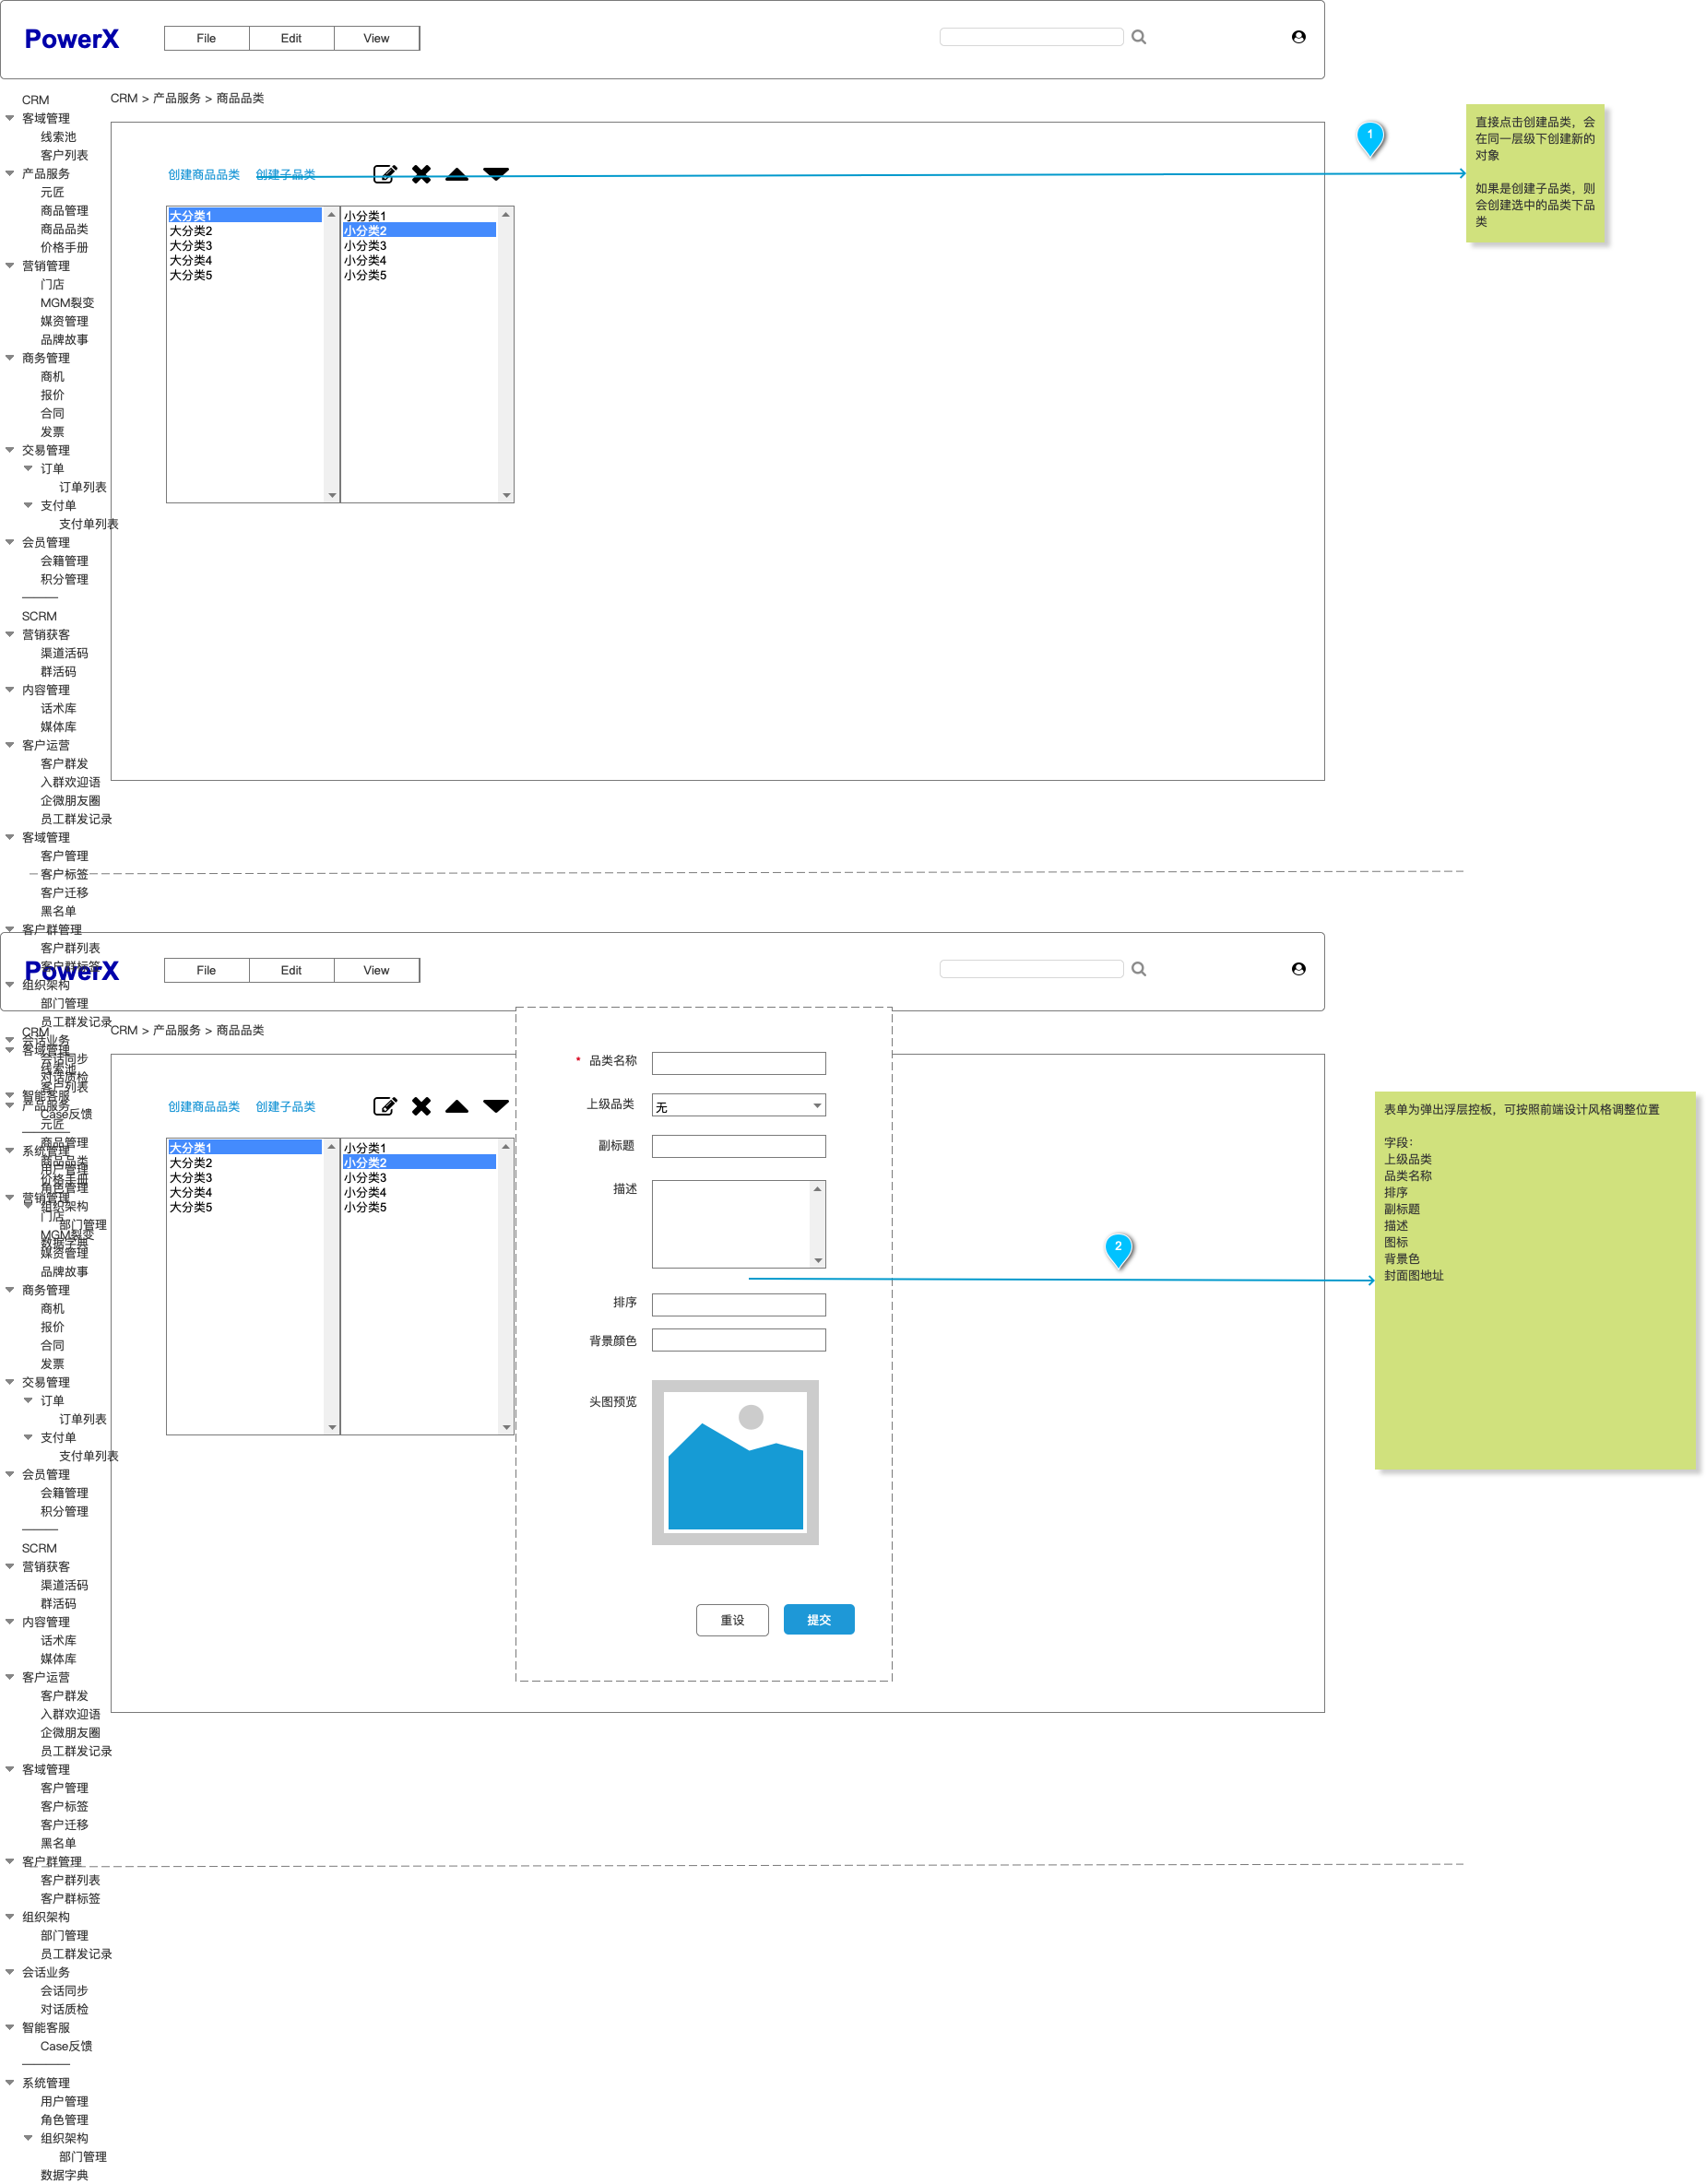 PowerX
File Edit View
CRM > 产品服务 > 商品品类
CRM
客域管理
线索池
客户列表
产品服务
元匠
商品管理
商品品类
价格手册
营销管理
门店
MGM裂变
媒资管理
品牌故事
商务管理
商机
报价
合同
发票
交易管理
订单
订单列表
支付单
支付单列表
会员管理
会籍管理
积分管理
———
SCRM
营销获客
渠道活码
群活码
内容管理
话术库
媒体库
客户运营
客户群发
入群欢迎语
企微朋友圈
员工群发记录
客域管理
客户管理
客户标签
客户迁移
黑名单
客户群管理
客户群列表
客户群标签
组织架构
部门管理
员工群发记录
会话业务
会话同步
对话质检
智能客服
Case反馈
————
系统管理
用户管理
角色管理
组织架构
部门管理
数据字典
创建商品品类 创建子品类
大分类1
大分类2
大分类3
大分类4
大分类5
小分类1
小分类2
小分类3
小分类4
小分类5
1
直接点击创建品类，会
在同一层级下创建新的
对象
如果是创建子品类，则
会创建选中的品类下品
类
PowerX
File Edit View
CRM > 产品服务 > 商品品类
CRM
客域管理
线索池
客户列表
产品服务
元匠
商品管理
商品品类
价格手册
营销管理
门店
MGM裂变
媒资管理
品牌故事
商务管理
商机
报价
合同
发票
交易管理
订单
订单列表
支付单
支付单列表
会员管理
会籍管理
积分管理
———
SCRM
营销获客
渠道活码
群活码
内容管理
话术库
媒体库
客户运营
客户群发
入群欢迎语
企微朋友圈
员工群发记录
客域管理
客户管理
客户标签
客户迁移
黑名单
客户群管理
客户群列表
客户群标签
组织架构
部门管理
员工群发记录
会话业务
会话同步
对话质检
智能客服
Case反馈
————
系统管理
用户管理
角色管理
组织架构
部门管理
数据字典
创建商品品类 创建子品类
大分类1
大分类2
大分类3
大分类4
大分类5
小分类1
小分类2
小分类3
小分类4
小分类5
* 品类名称
上级品类 无
副标题
描述
排序
背景颜色
头图预览
重设 提交
2
表单为弹出浮层控板，可按照前端设计风格调整位置
字段：
上级品类
品类名称
排序
副标题
描述
图标
背景色
封面图地址